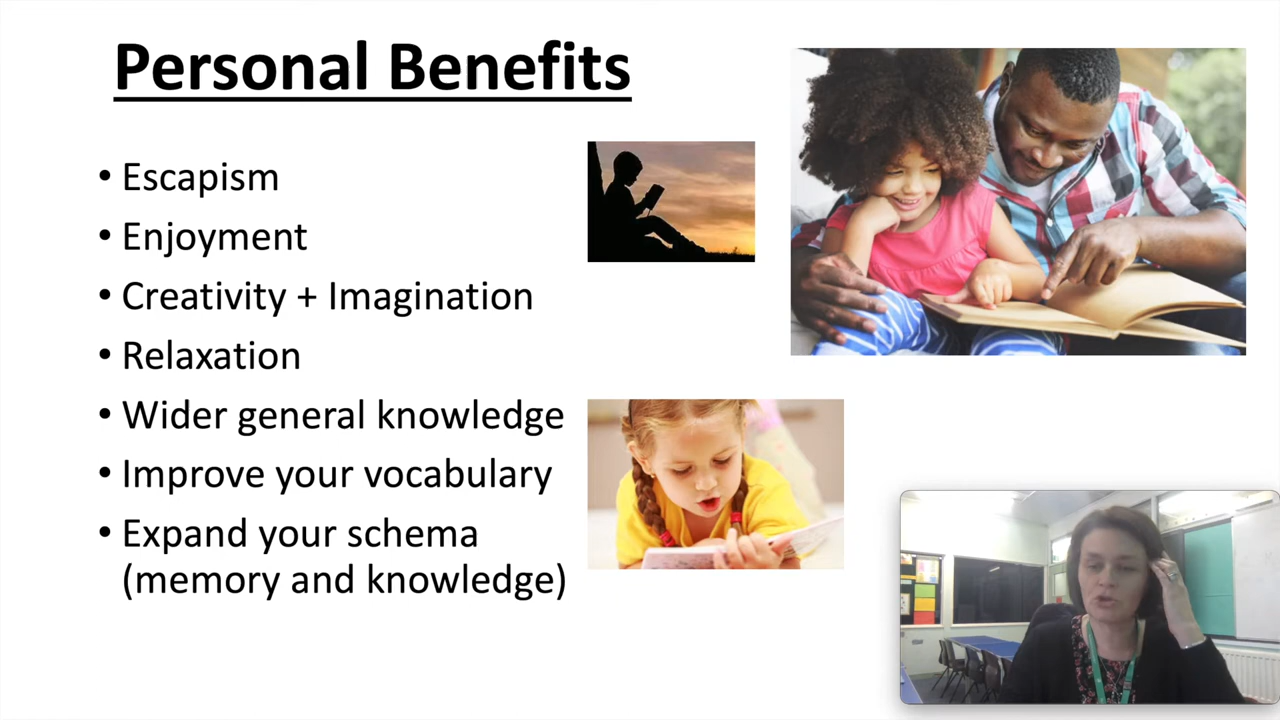 Personal Benefits
• Escapism
• Enjoyment
• Creativity + Imagination
• Relaxation
• Wider general knowledge
• Improve your vocabulary
• Expand your schema
(memory and knowledge)